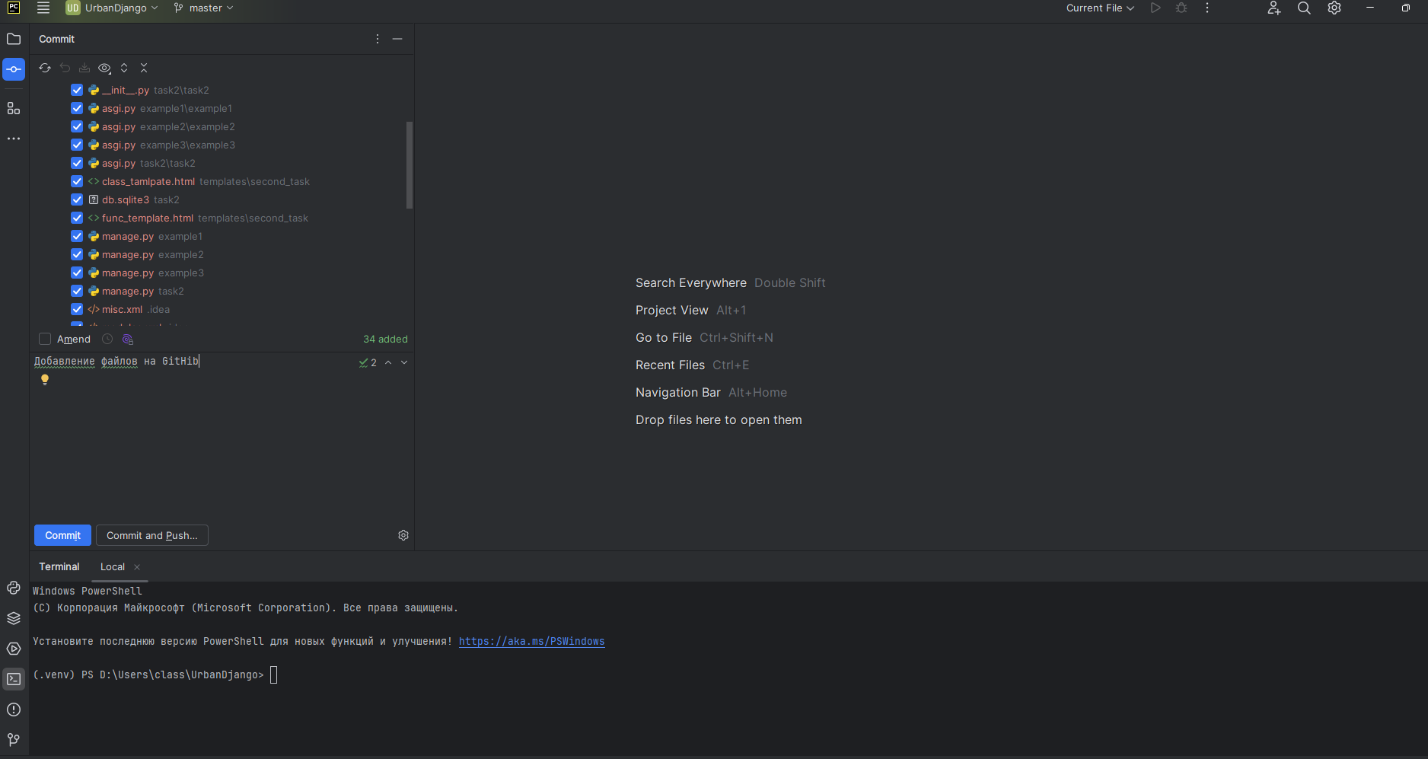 PC UD UrbanDjango master Current File
Commit
__init__.py task2\task2
asgi.py example1\example1
asgi.py example2\example2
asgi.py example3\example3
asgi.py task2\task2
class_tamlpate.html templates\second_task
db.sqlite3 task2
func_template.html templates\second_task
manage.py example1
manage.py example2
manage.py example3
manage.py task2
misc.xml .idea
Amend 34 added
Добавление файлов на GitHib 2
Commit Commit and Push...
Search Everywhere Double Shift
Project View Alt+1
Go to File Ctrl+Shift+N
Recent Files Ctrl+E
Navigation Bar Alt+Home
Drop files here to open them
Terminal Local
Windows PowerShell
(C) Корпорация Майкрософт (Microsoft Corporation). Все права защищены.
Установите последнюю версию PowerShell для новых функций и улучшения! https://aka.ms/PSWindows
(.venv) PS D:\Users\class\UrbanDjango>